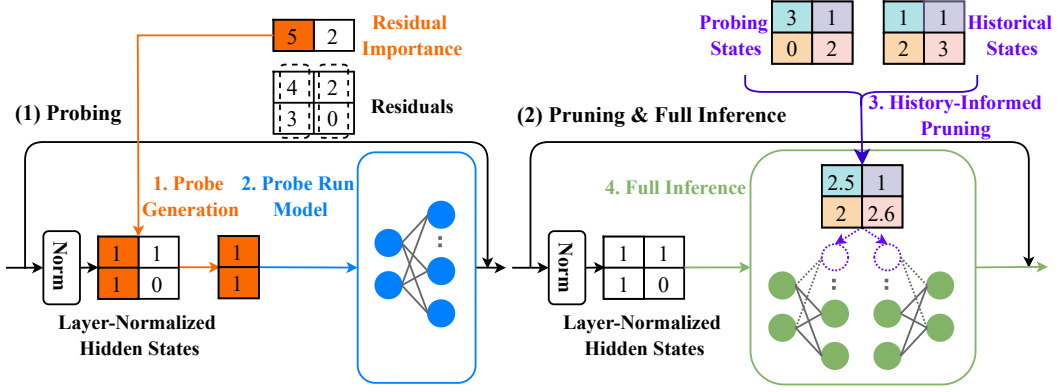 5 2
Residual
Importance
4 2
3 0
Residuals
(1) Probing
1. Probe
Generation
2. Probe Run
Model
Norm
1 1
1 0
1
1
Layer-Normalized
Hidden States
Probing
States
3 1
0 2
1 1
2 3
Historical
States
3. History-Informed
Pruning
(2) Pruning & Full Inference
4. Full Inference
2.5 1
2 2.6
Norm
1 1
1 0
Layer-Normalized
Hidden States